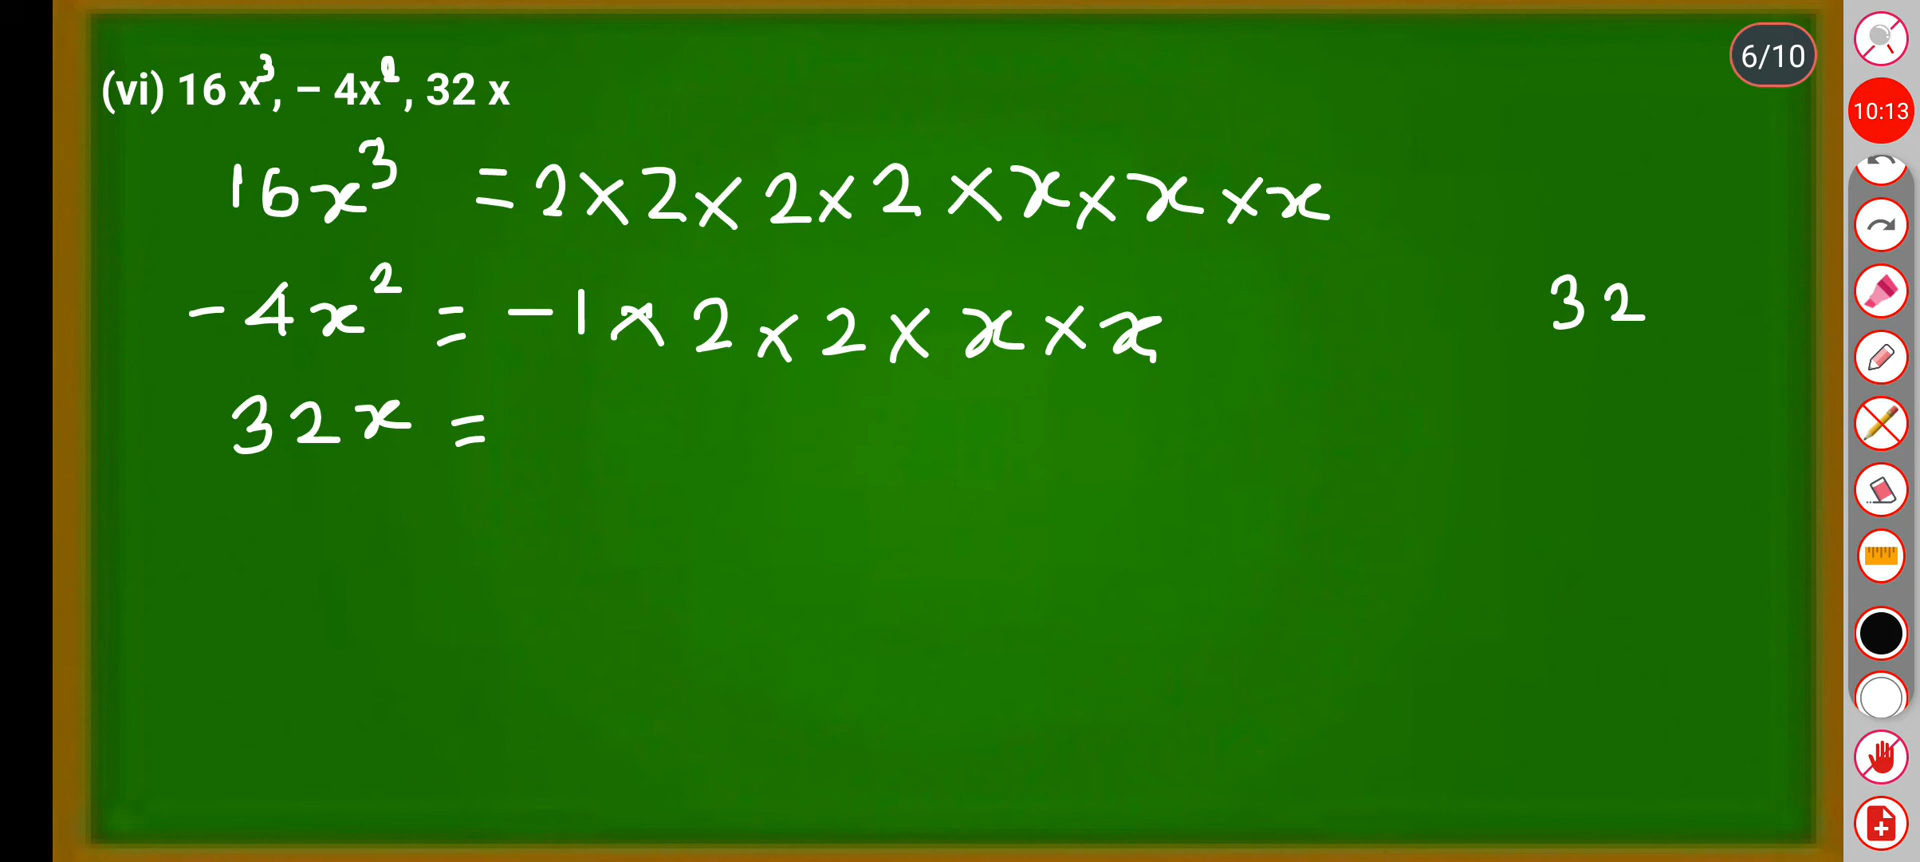 (vi) 16 x³, – 4x², 32 x
6/10
10:13
16x³ = 2 × 2 × 2 × 2 × x × x × x
-4x² = -1 × 2 × 2 × x × x
32
32x =